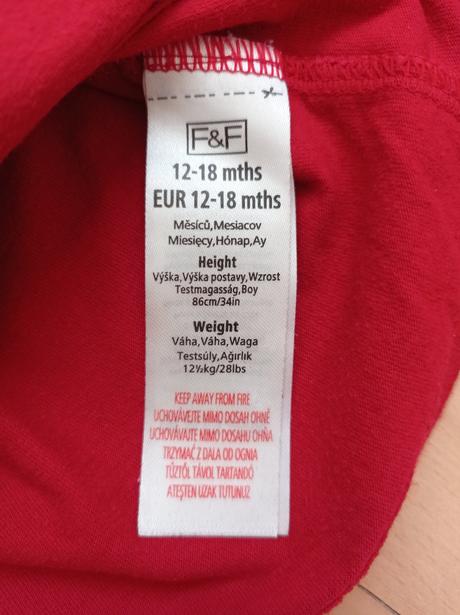 F&F
12-18 mths
EUR 12-18 mths
Měsíců,Mesiacov
Miesięcy,Hónap,Ay
Height
Výška,Výška postavy,Wzrost
Testmagasság,Boy
86cm/34in
Weight
Váha,Váha,Waga
Testsúly,Ağırlık
12½kg/28lbs
KEEP AWAY FROM FIRE
UCHOVÁVEJTE MIMO DOSAH OHNĚ
UCHOVÁVAJTE MIMO DOSAHU OHŇA
TRZYMAĆ Z DALA OD OGNIA
TŰZTŐL TÁVOL TARTANDÓ
ATEŞTEN UZAK TUTUNUZ